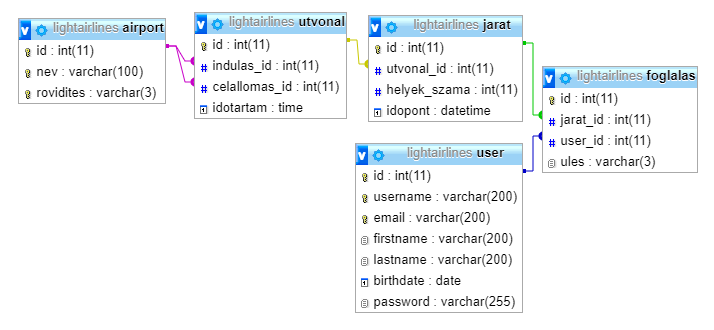 lightairlines airport
id : int(11)
nev : varchar(100)
rovidites : varchar(3)
lightairlines utvonal
id : int(11)
indulas_id : int(11)
celallomas_id : int(11)
idotartam : time
lightairlines jarat
id : int(11)
utvonal_id : int(11)
helyek_szama : int(11)
idopont : datetime
lightairlines foglalas
id : int(11)
jarat_id : int(11)
user_id : int(11)
ules : varchar(3)
lightairlines user
id : int(11)
username : varchar(200)
email : varchar(200)
firstname : varchar(200)
lastname : varchar(200)
birthdate : date
password : varchar(255)